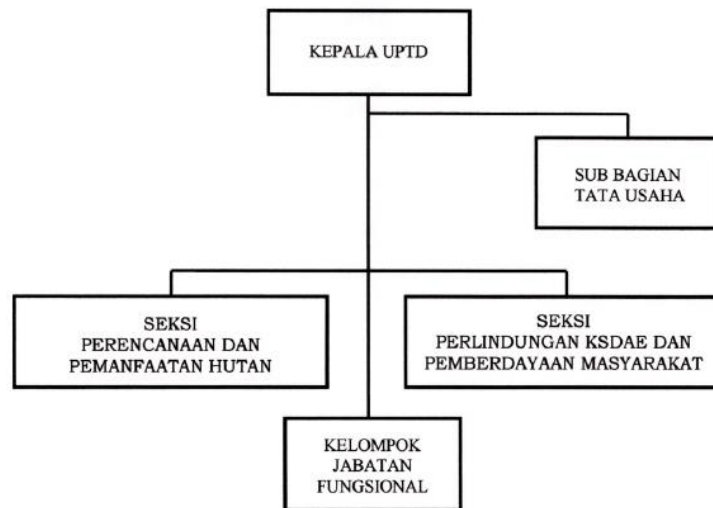 KEPALA UPTD
SUB BAGIAN
TATA USAHA
SEKSI
PERENCANAAN DAN
PEMANFAATAN HUTAN
SEKSI
PERLINDUNGAN KSDAE DAN
PEMBERDAYAAN MASYARAKAT
KELOMPOK
JABATAN
FUNGSIONAL